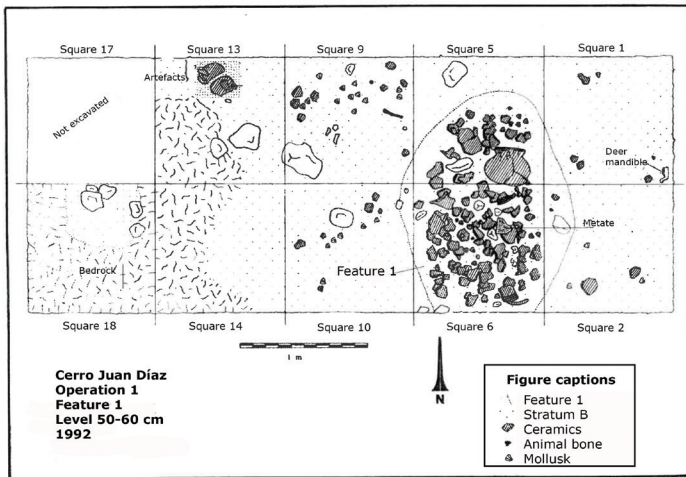 Square 17
Square 13
Square 9
Square 5
Square 1
Artefacts
Not excavated
Deer
mandible
Metate
Bedrock
Feature 1
Square 18
Square 14
Square 10
Square 6
Square 2
1 m
N
Cerro Juan Díaz
Operation 1
Feature 1
Level 50-60 cm
1992
Figure captions
Feature 1
Stratum B
Ceramics
Animal bone
Mollusk